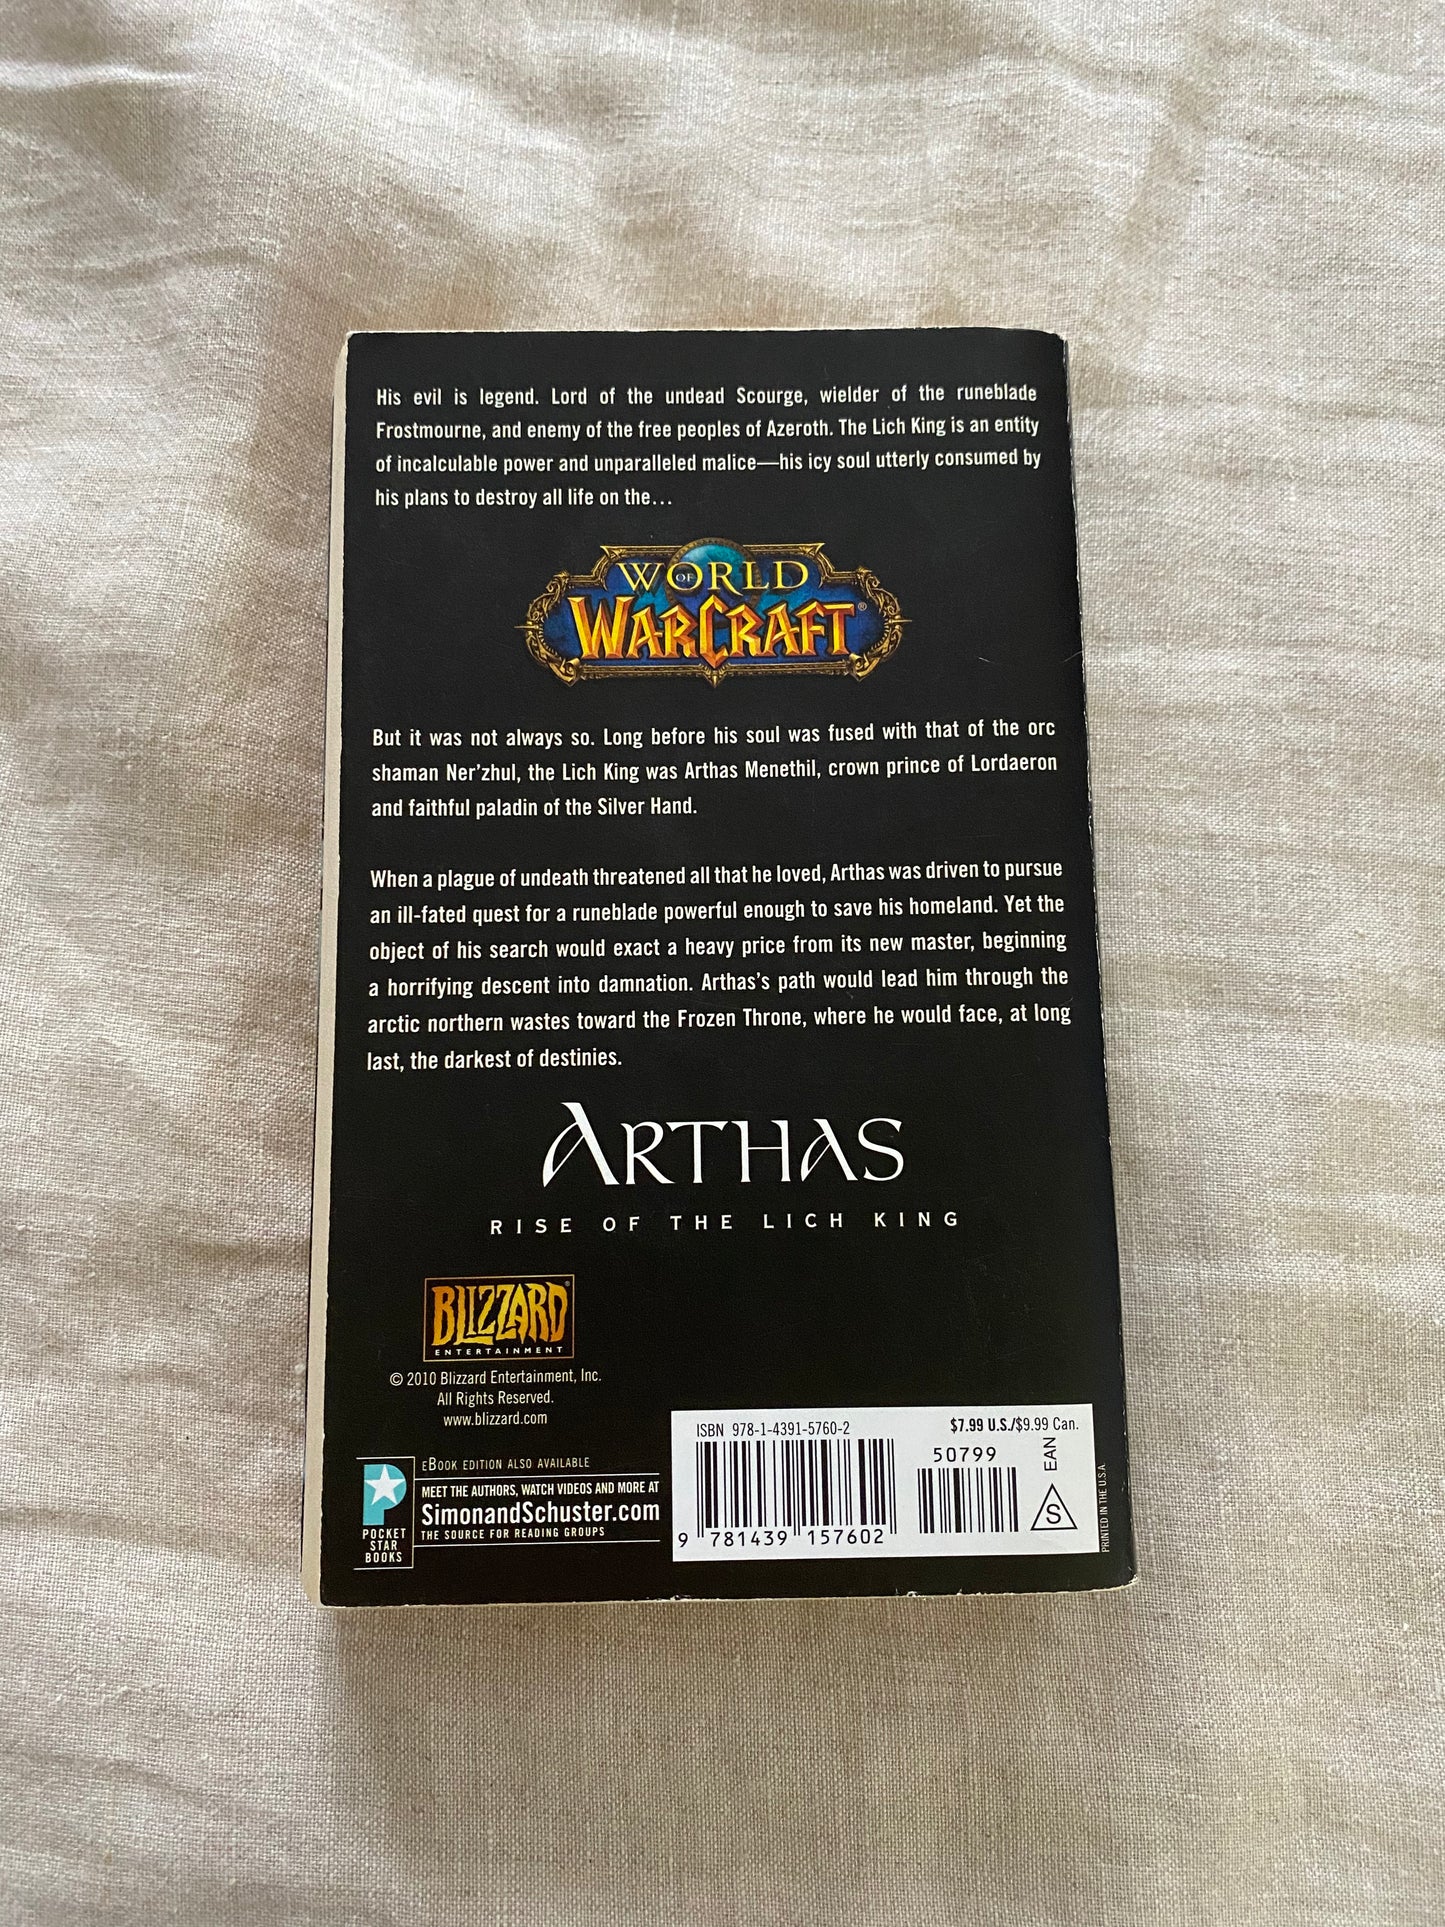 His evil is legend. Lord of the undead Scourge, wielder of the runeblade
Frostmourne, and enemy of the free peoples of Azeroth. The Lich King is an entity
of incalculable power and unparalleled malice—his icy soul utterly consumed by
his plans to destroy all life on the...
WORLD
OF
WARCRAFT®
But it was not always so. Long before his soul was fused with that of the orc
shaman Ner'zhul, the Lich King was Arthas Menethil, crown prince of Lordaeron
and faithful paladin of the Silver Hand.
When a plague of undeath threatened all that he loved, Arthas was driven to pursue
an ill-fated quest for a runeblade powerful enough to save his homeland. Yet the
object of his search would exact a heavy price from its new master, beginning
a horrifying descent into damnation. Arthas's path would lead him through the
arctic northern wastes toward the Frozen Throne, where he would face, at long
last, the darkest of destinies.
ARTHAS
RISE OF THE LICH KING
BLIZZARD®
ENTERTAINMENT
© 2010 Blizzard Entertainment, Inc.
All Rights Reserved.
www.blizzard.com
POCKET
STAR
BOOKS
eBOOK EDITION ALSO AVAILABLE
MEET THE AUTHORS, WATCH VIDEOS AND MORE AT
SimonandSchuster.com
THE SOURCE FOR READING GROUPS
ISBN 978-1-4391-5760-2
$7.99 U.S./$9.99 Can.
50799
EAN
S
9 781439 157602
PRINTED IN THE U.S.A.